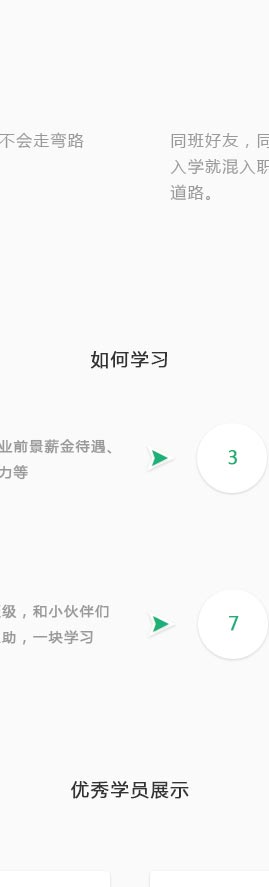 不会走弯路
同班好友，同
入学就混入职
道路。
如何学习
业前景薪金待遇、
力等
3
级，和小伙伴们
助，一块学习
7
优秀学员展示